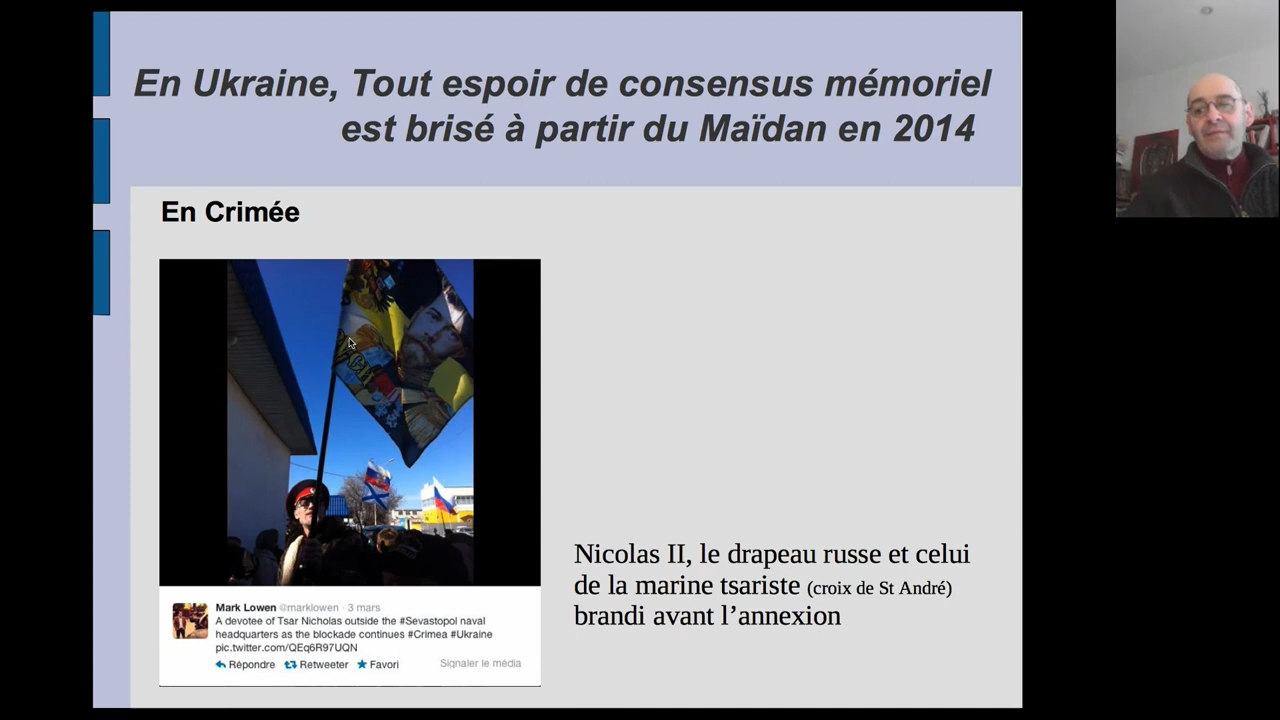 En Ukraine, Tout espoir de consensus mémoriel
est brisé à partir du Maïdan en 2014
En Crimée
Nicolas II, le drapeau russe et celui
de la marine tsariste (croix de St André)
brandi avant l’annexion
Mark Lowen @marklowen · 3 mars
A devotee of Tsar Nicholas outside the #Sevastopol naval
headquarters as the blockade continues #Crimea #Ukraine
pic.twitter.com/QEq6R97UQN
Répondre Retweeter Favori Signaler le média